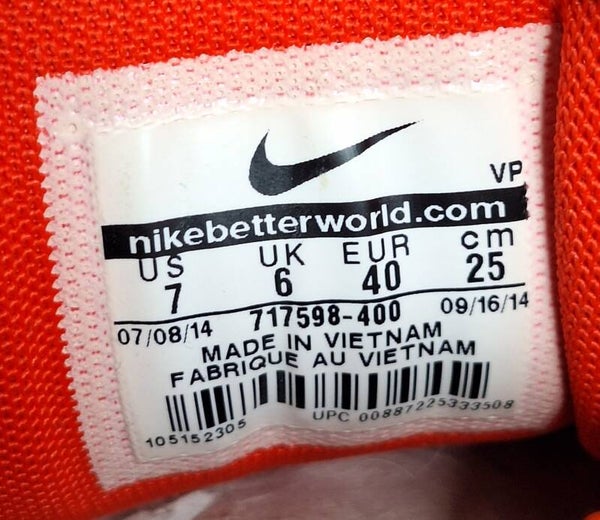 VP
nikebetterworld.com
US UK EUR cm
7 6 40 25
07/08/14 717598-400 09/16/14
MADE IN VIETNAM
FABRIQUE AU VIETNAM
105152305 UPC 00887225333508